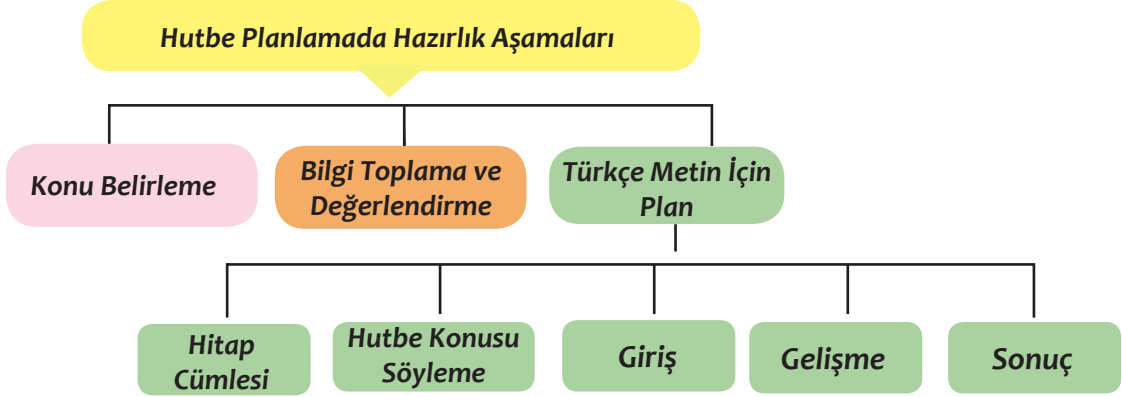 Hutbe Planlamada Hazırlık Aşamaları
Konu Belirleme
Bilgi Toplama ve
Değerlendirme
Türkçe Metin İçin
Plan
Hitap
Cümlesi
Hutbe Konusu
Söyleme
Giriş
Gelişme
Sonuç